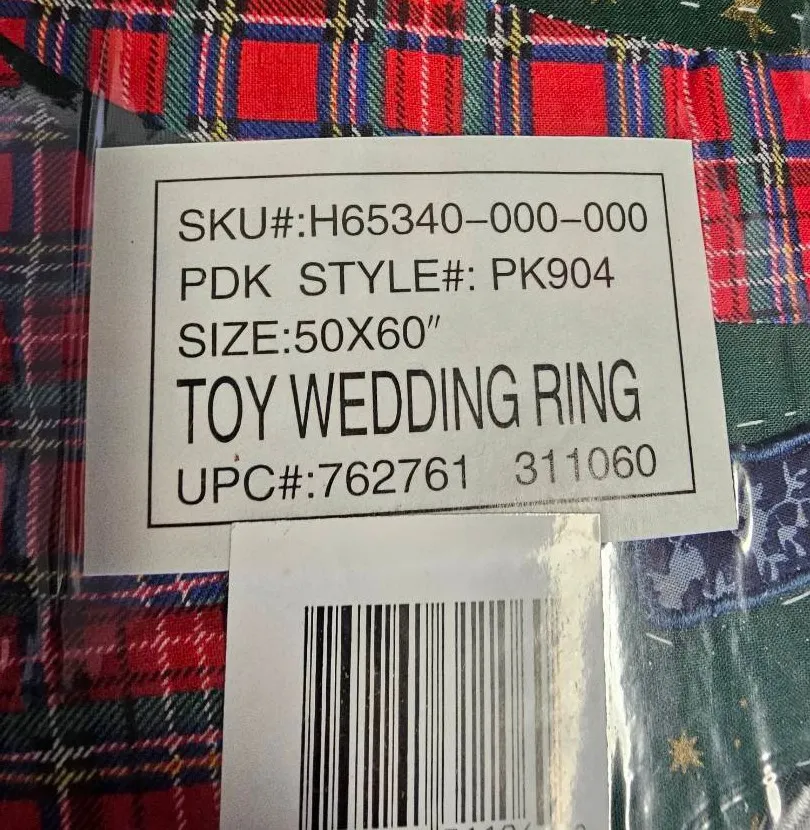 SKU#:H65340-000-000
PDK STYLE#: PK904
SIZE:50X60"
TOY WEDDING RING
UPC#:762761 311060